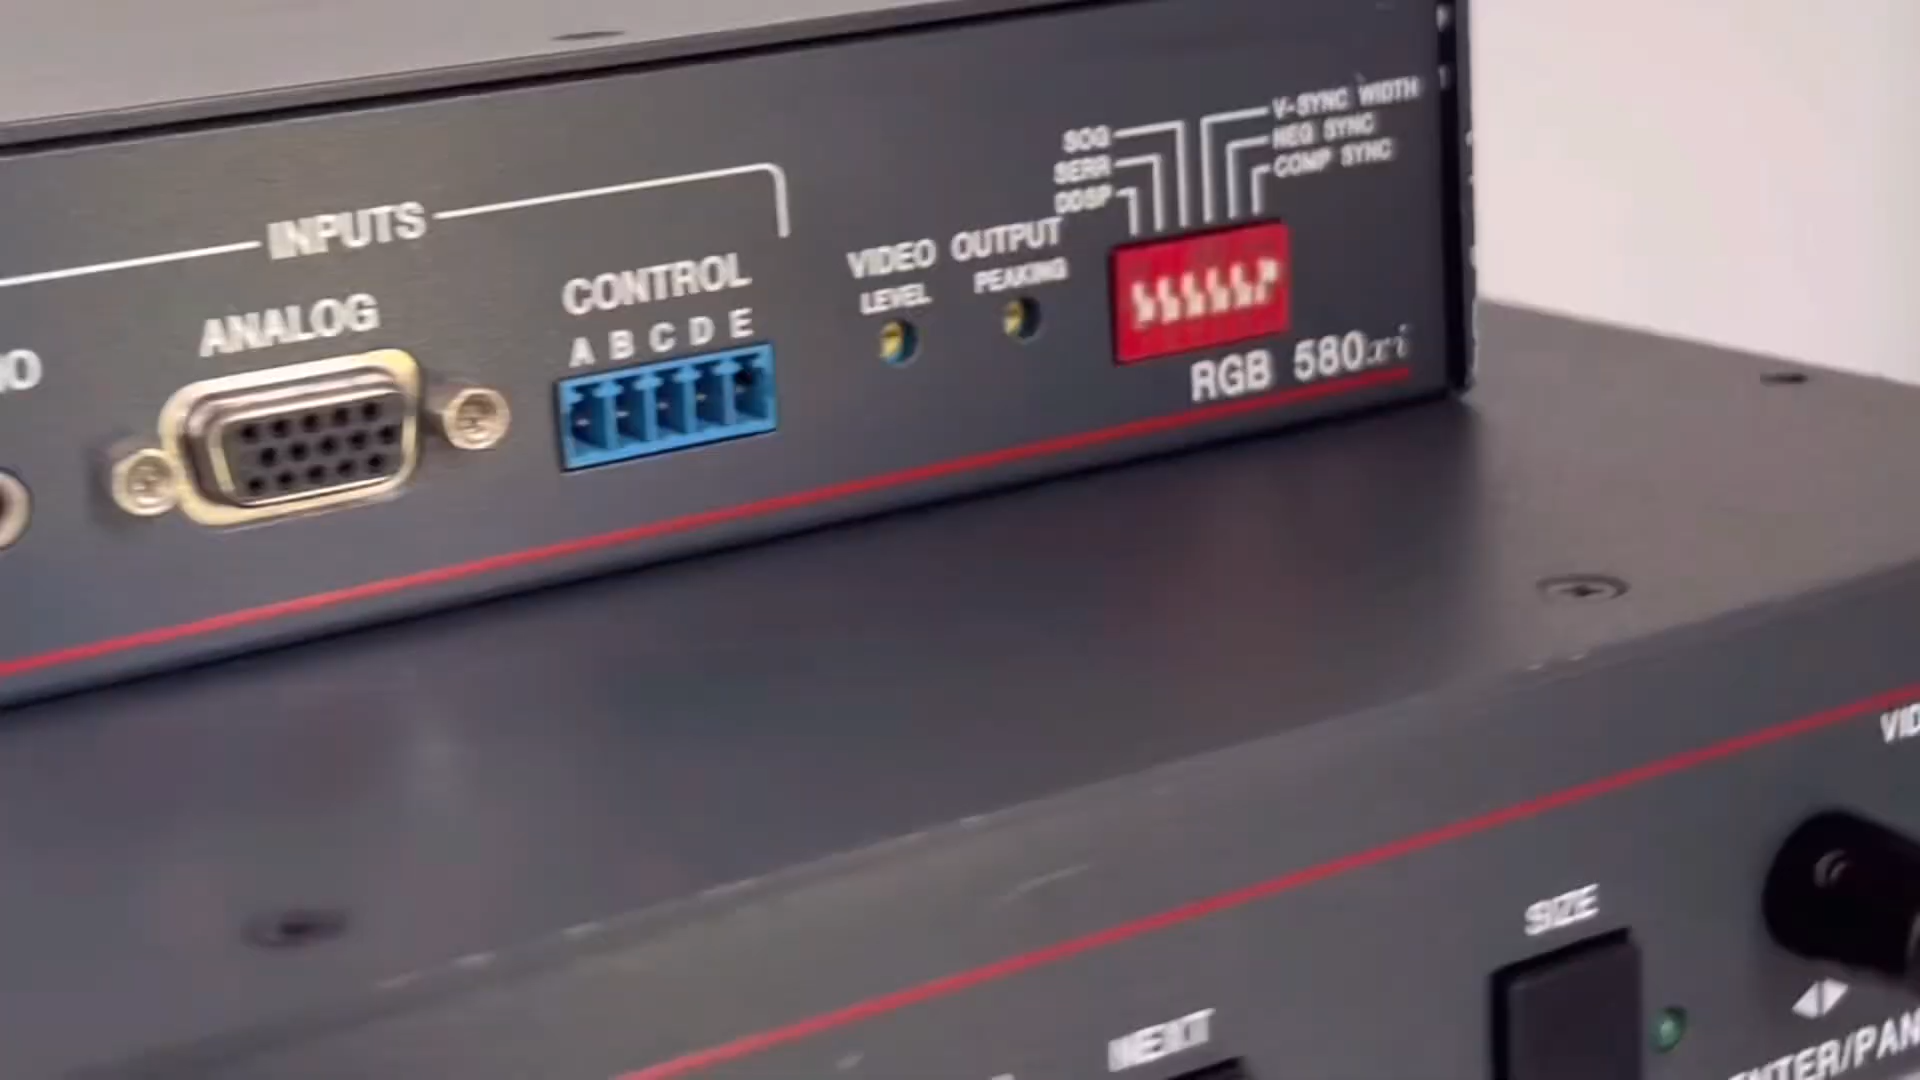 INPUTS
ANALOG
CONTROL
A B C D E
VIDEO OUTPUT
LEVEL
PEAKING
SOG
SERR
DDSP
V-SYNC WIDTH
NEG SYNC
COMP SYNC
RGB 580xi
SIZE
NEXT